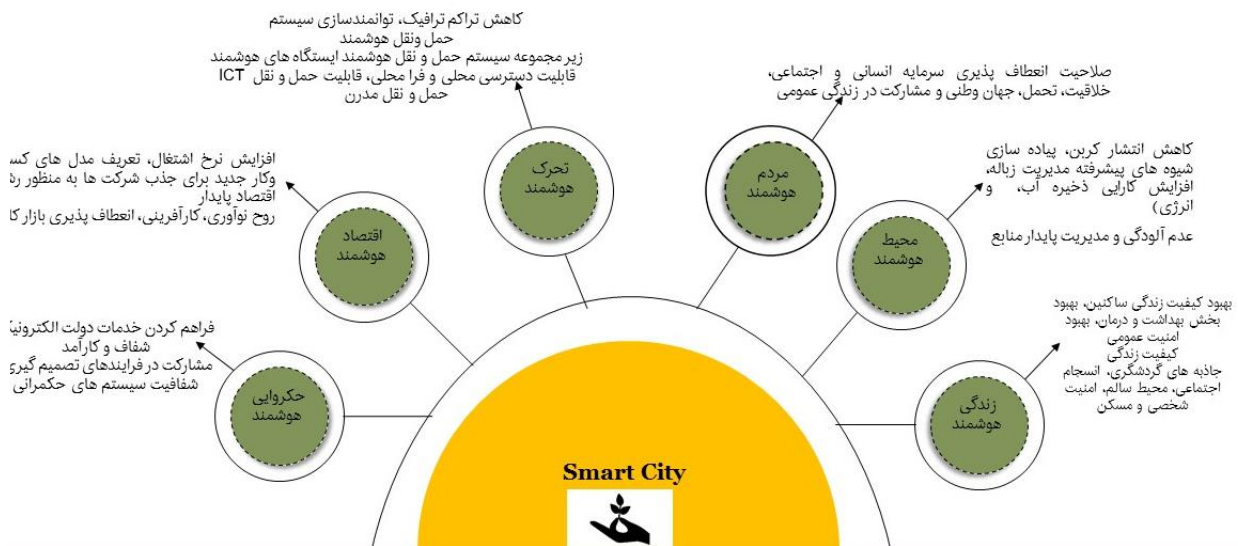 کاهش تراکم ترافیک، توانمندسازی سیستم
حمل ونقل هوشمند
زیر مجموعه سیستم حمل و نقل هوشمند ایستگاه های هوشمند
قابلیت دسترسی محلی و فرا محلی، قابلیت حمل و نقل ICT
حمل و نقل مدرن
صلاحیت انعطاف پذیری سرمایه انسانی و اجتماعی،
خلاقیت، تحمل، جهان وطنی و مشارکت در زندگی عمومی
کاهش انتشار کربن، پیاده سازی
شیوه های پیشرفته مدیریت زباله،
افزایش کارایی ذخیره آب، و
انرژی)
عدم آلودگی و مدیریت پایدار منابع
بهبود کیفیت زندگی ساکنین، بهبود
بخش بهداشت و درمان، بهبود
امنیت عمومی
کیفیت زندگی
جاذبه های گردشگری، انسجام
اجتماعی، محیط سالم، امنیت
شخصی و مسکن
افزایش نرخ اشتغال، تعریف مدل های
وکار جدید برای جذب شرکت ها به منظور
اقتصاد پایدار
روح نوآوری، کارآفرینی، انعطاف پذیری بازار
فراهم کردن خدمات دولت
شفاف و کارآمد
مشارکت در فرایندهای تصمیم گیری
شفافیت سیستم های حکمرانی
مردم
هوشمند
تحرک
هوشمند
محیط
هوشمند
اقتصاد
هوشمند
زندگی
هوشمند
حکروایی
هوشمند
Smart City